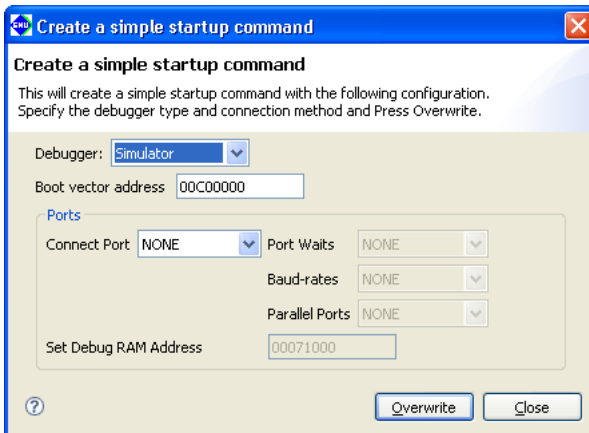 EMU Create a simple startup command
Create a simple startup command
This will create a simple startup command with the following configuration.
Specify the debugger type and connection method and Press Overwrite.
Debugger: Simulator
Boot vector address 00C00000
Ports
Connect Port NONE Port Waits NONE
Baud-rates NONE
Parallel Ports NONE
Set Debug RAM Address 00071000
? Overwrite Close